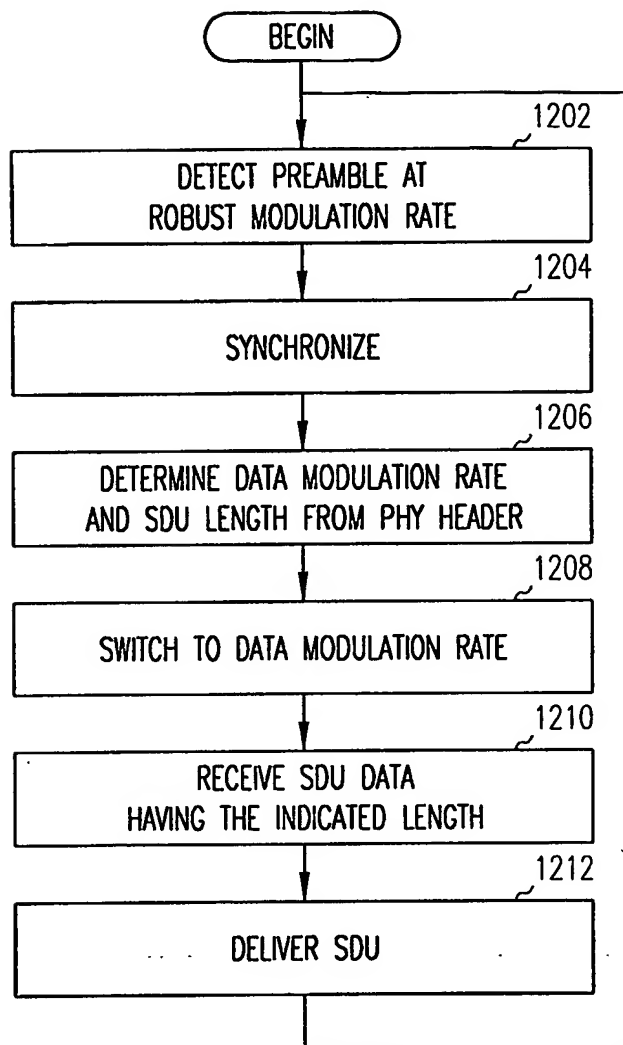 BEGIN
1202
DETECT PREAMBLE AT
ROBUST MODULATION RATE
1204
SYNCHRONIZE
1206
DETERMINE DATA MODULATION RATE
AND SDU LENGTH FROM PHY HEADER
1208
SWITCH TO DATA MODULATION RATE
1210
RECEIVE SDU DATA
HAVING THE INDICATED LENGTH
1212
DELIVER SDU